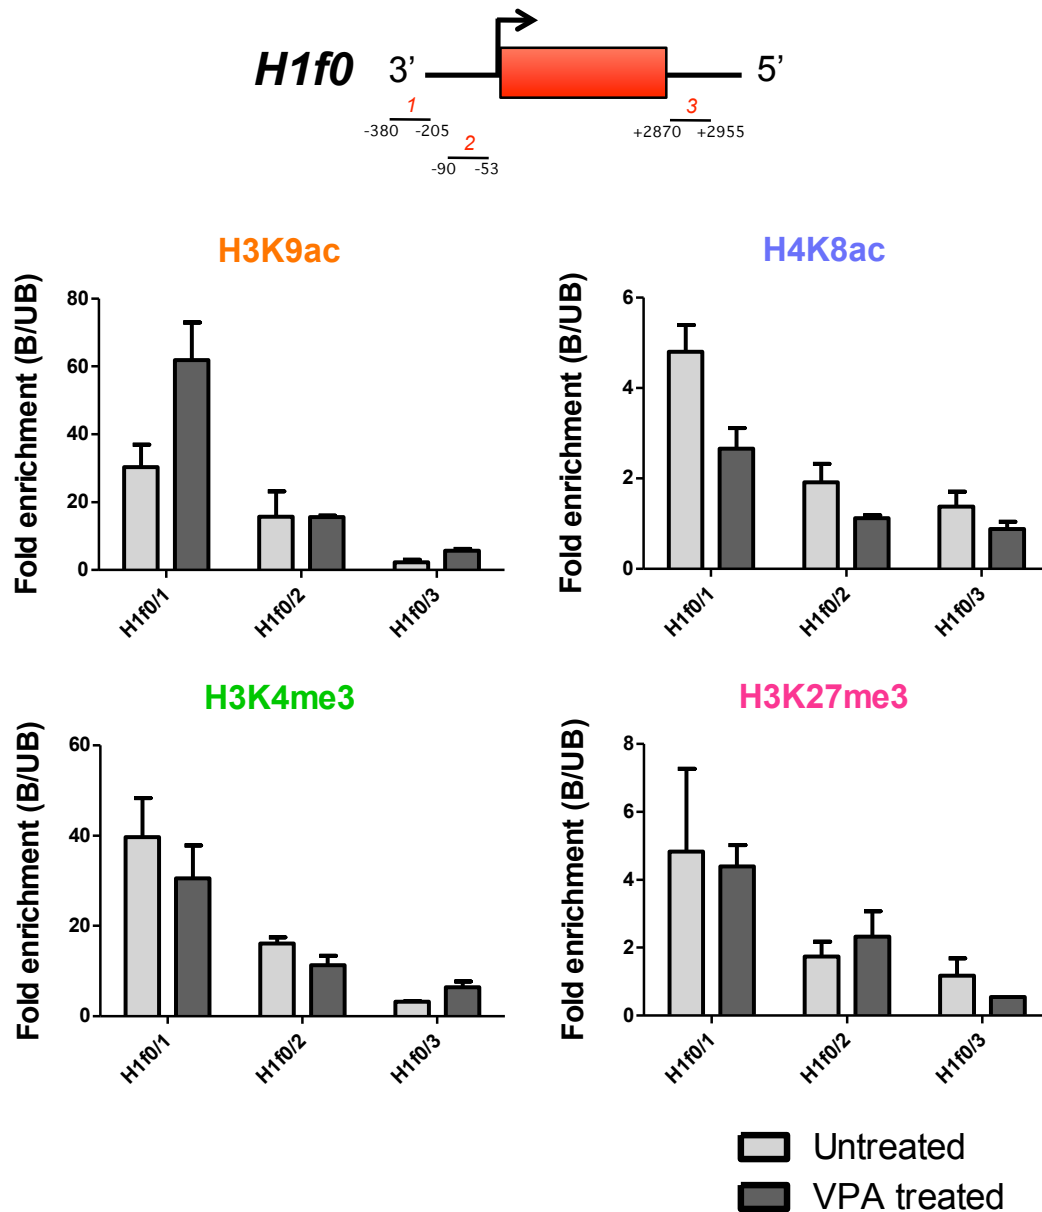 H1f0 3’ 5’
1 3
-380 -205 +2870 +2955
2
-90 -53
H3K9ac
Fold enrichment (B/UB)
80
60
40
20
0
H1f0/1 H1f0/2 H1f0/3
H4K8ac
Fold enrichment (B/UB)
6
4
2
0
H1f0/1 H1f0/2 H1f0/3
H3K4me3
Fold enrichment (B/UB)
60
40
20
0
H1f0/1 H1f0/2 H1f0/3
H3K27me3
Fold enrichment (B/UB)
8
6
4
2
0
H1f0/1 H1f0/2 H1f0/3
Untreated
VPA treated